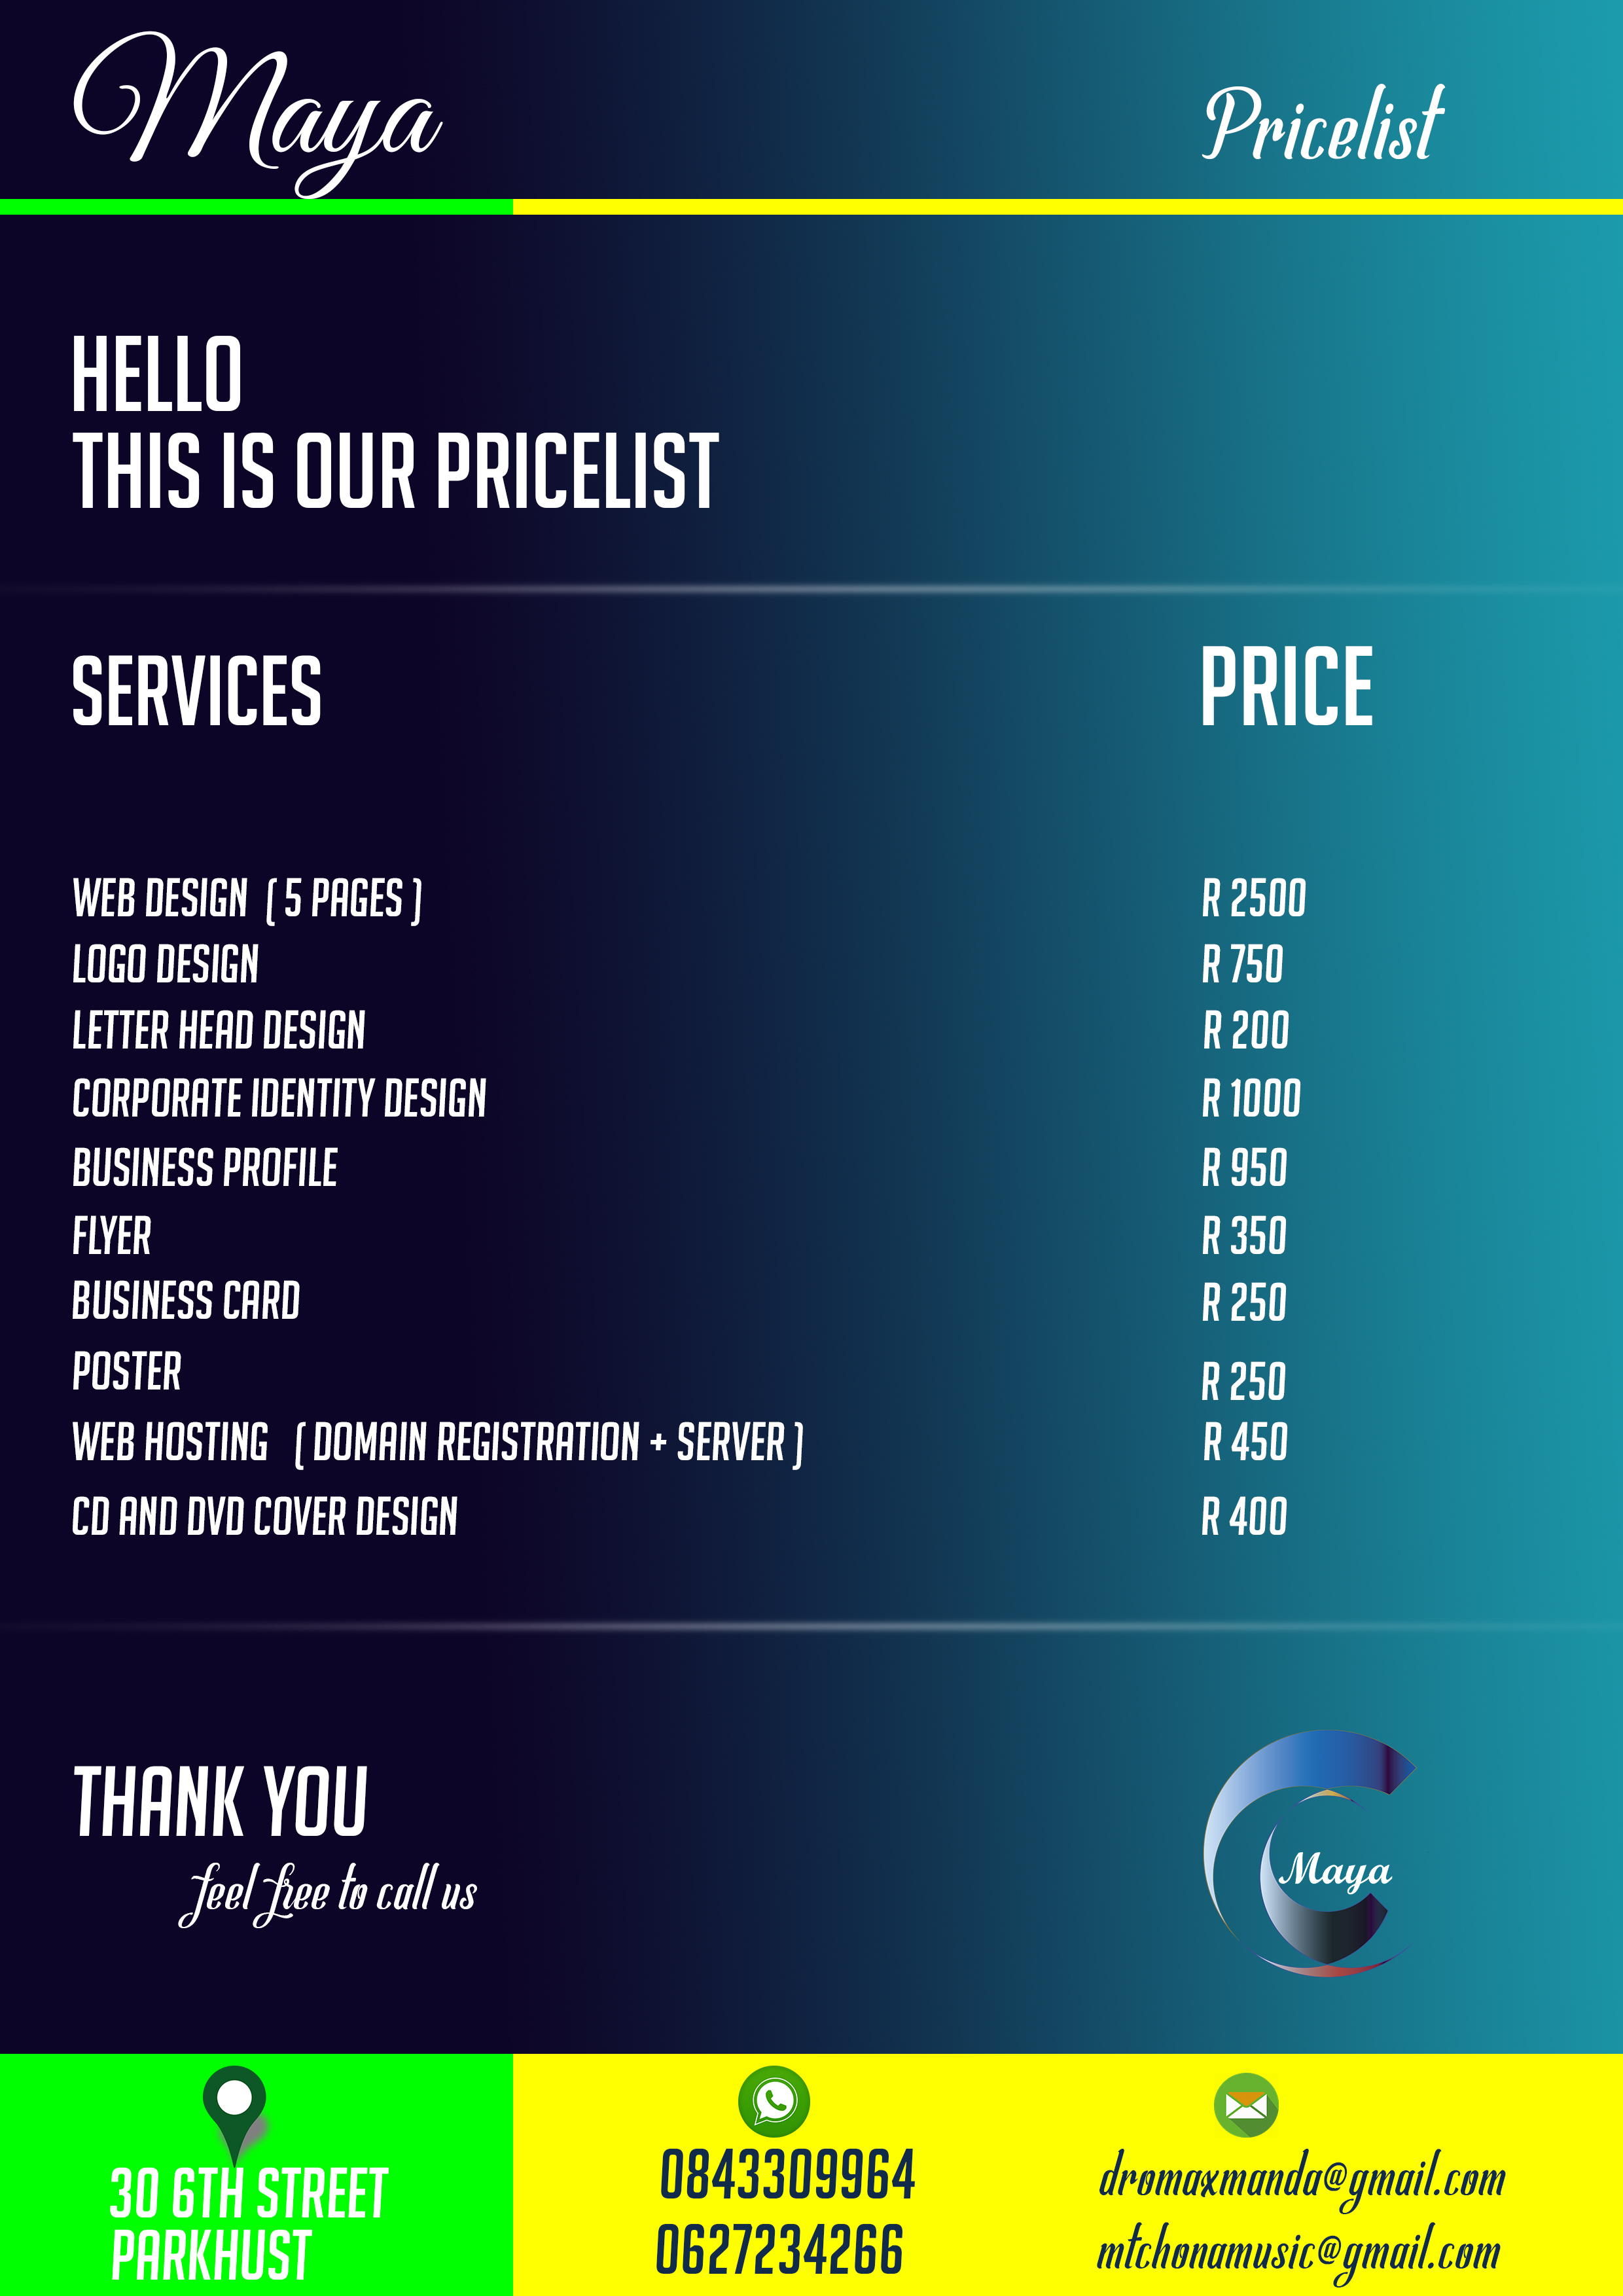 Maya
Pricelist
HELLO
THIS IS OUR PRICELIST
SERVICES PRICE
WEB DESIGN ( 5 PAGES ) R 2500
LOGO DESIGN R 750
LETTER HEAD DESIGN R 200
CORPORATE IDENTITY DESIGN R 1000
BUSINESS PROFILE R 950
FLYER R 350
BUSINESS CARD R 250
POSTER R 250
WEB HOSTING ( DOMAIN REGISTRATION + SERVER ) R 450
CD AND DVD COVER DESIGN R 400
THANK YOU
feel free to call us
Maya
30 6TH STREET
PARKHUST
0843309964
0627234266
dromaxmanda@gmail.com
mtchonamusic@gmail.com